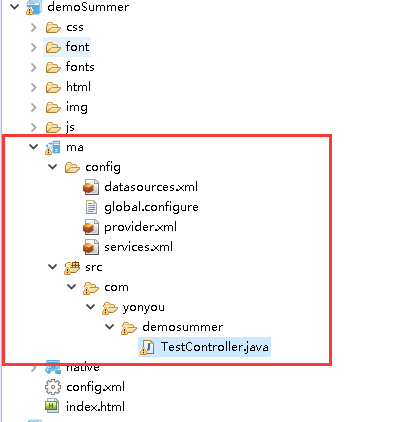 demoSummer
css
font
fonts
html
img
js
ma
config
datasources.xml
global.configure
provider.xml
services.xml
src
com
yonyou
demosummer
TestController.java
native
config.xml
index.html